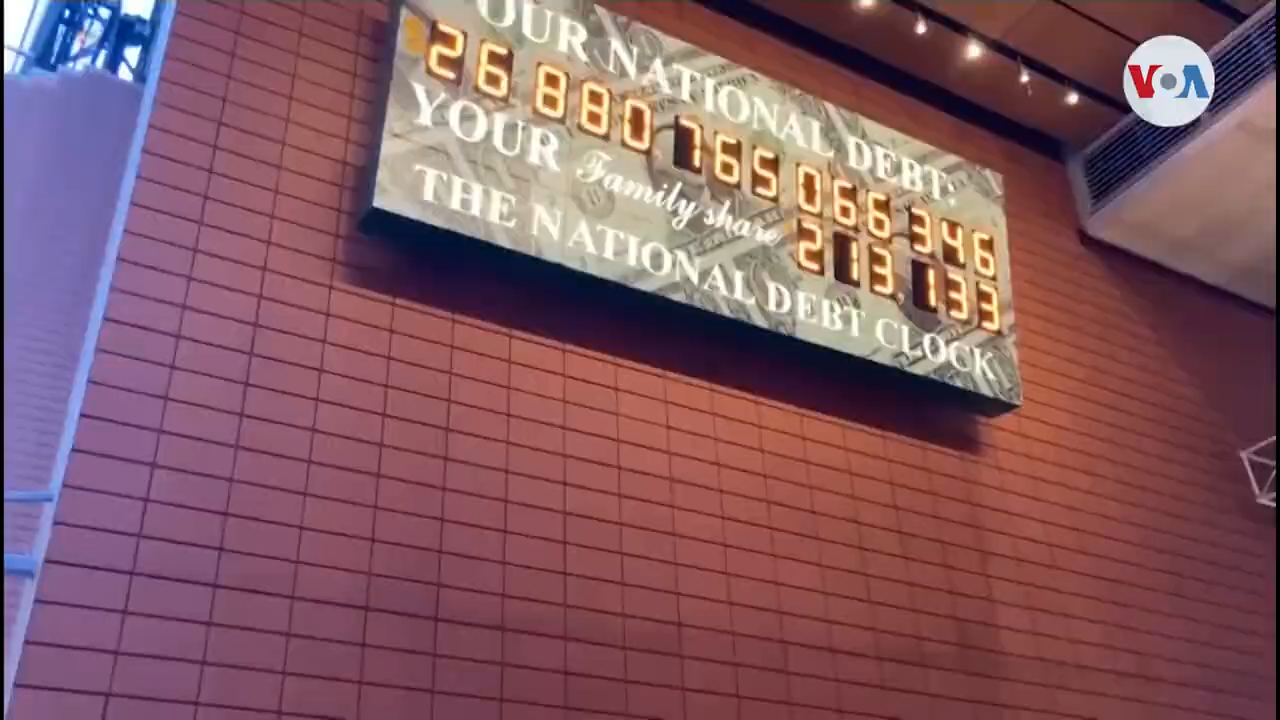 OUR NATIONAL DEBT:
26 880 765 066 346
YOUR Family share 213,133
THE NATIONAL DEBT CLOCK
VOA